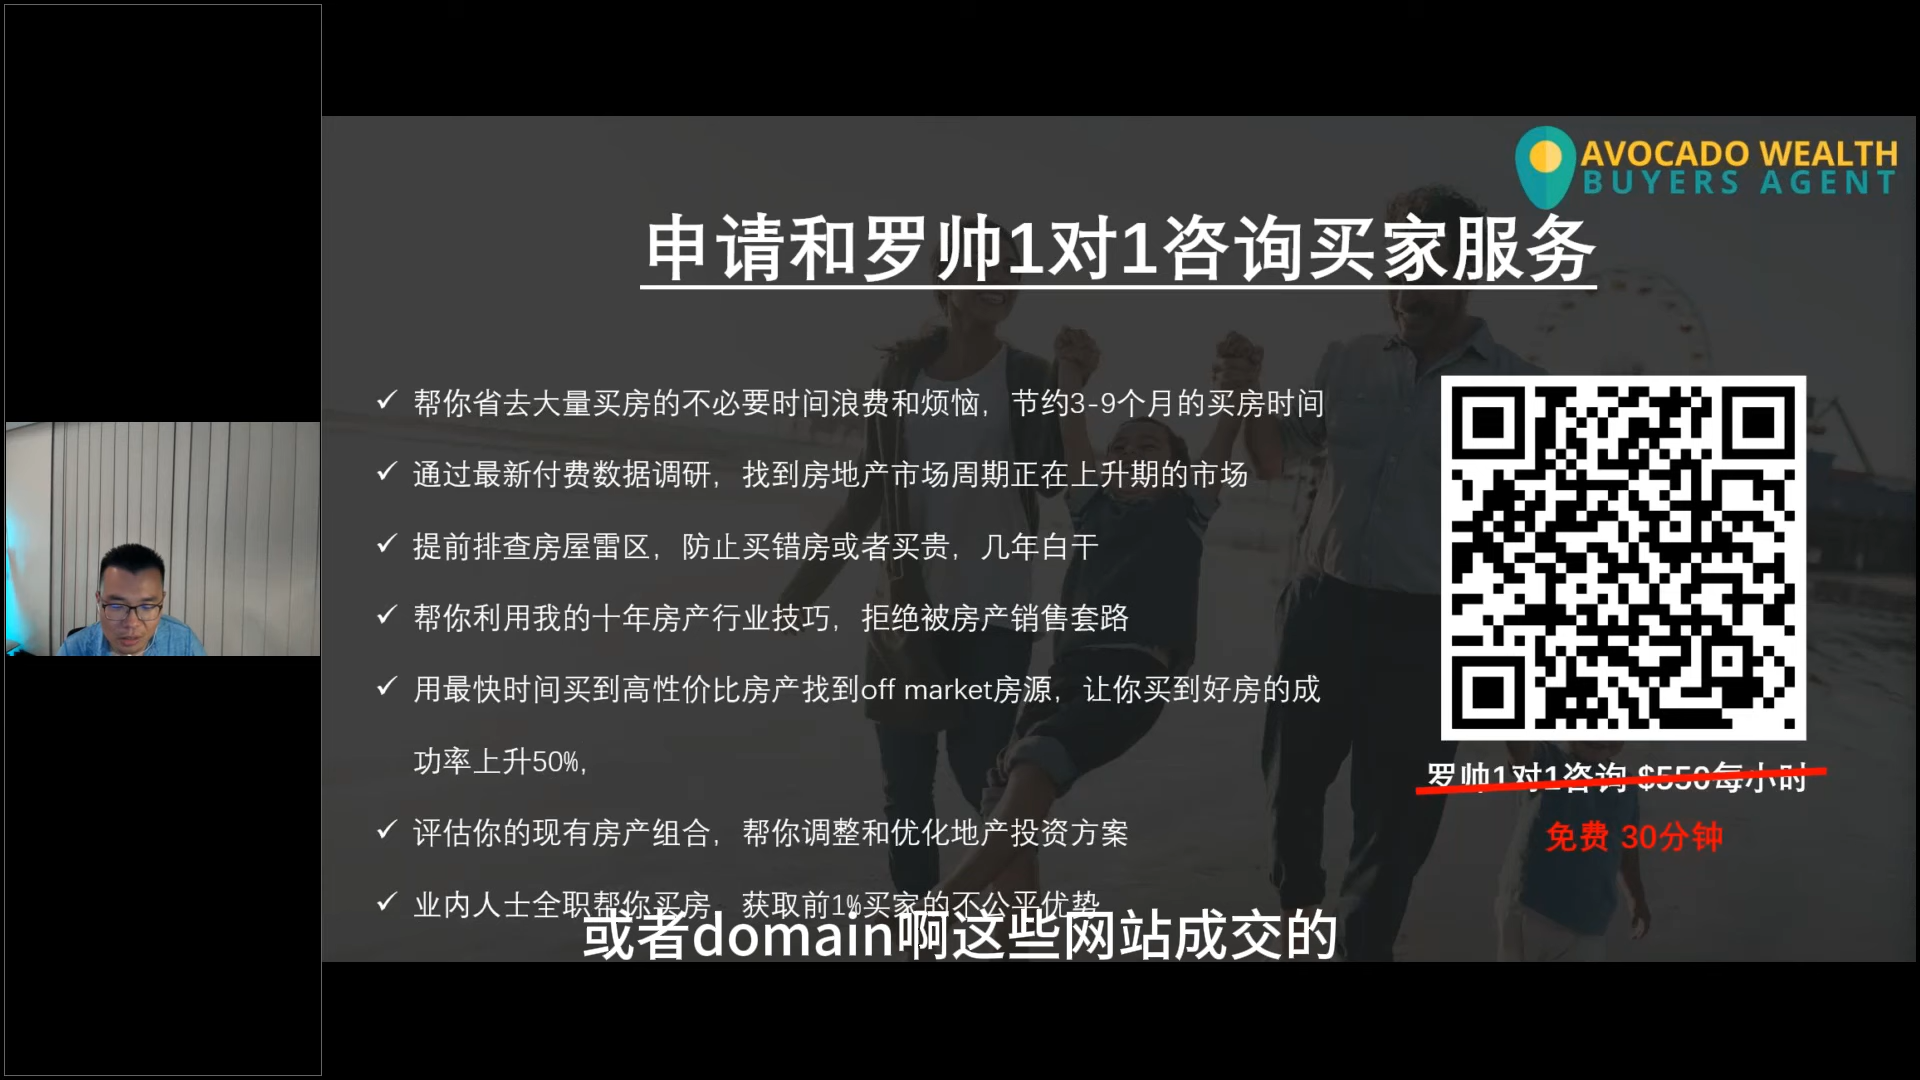 AVOCADO WEALTH
BUYERS AGENT
申请和罗帅1对1咨询买家服务
✓ 帮你省去大量买房的不必要时间浪费和烦恼，节约3-9个月的买房时间
✓ 通过最新付费数据调研，找到房地产市场周期正在上升期的市场
✓ 提前排查房屋雷区，防止买错房或者买贵，几年白干
✓ 帮你利用我的十年房产行业技巧，拒绝被房产销售套路
✓ 用最快时间买到高性价比房产找到off market房源，让你买到好房的成
功率上升50%,
✓ 评估你的现有房产组合，帮你调整和优化地产投资方案
✓ 业内人士全职帮你买房，获取前1%买家的不公平优势
罗帅1对1咨询 $550每小时
免费 30分钟
或者domain啊这些网站成交的